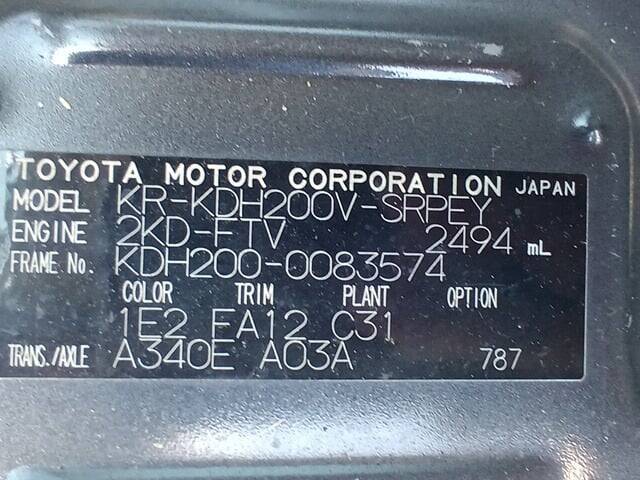 TOYOTA MOTOR CORPORATION JAPAN
MODEL KR-KDH200V-SRPEY
ENGINE 2KD-FTV 2494 mL
FRAME No. KDH200-0083574
COLOR TRIM PLANT OPTION
1E2 FA12 C31
TRANS./AXLE A340E A03A 787